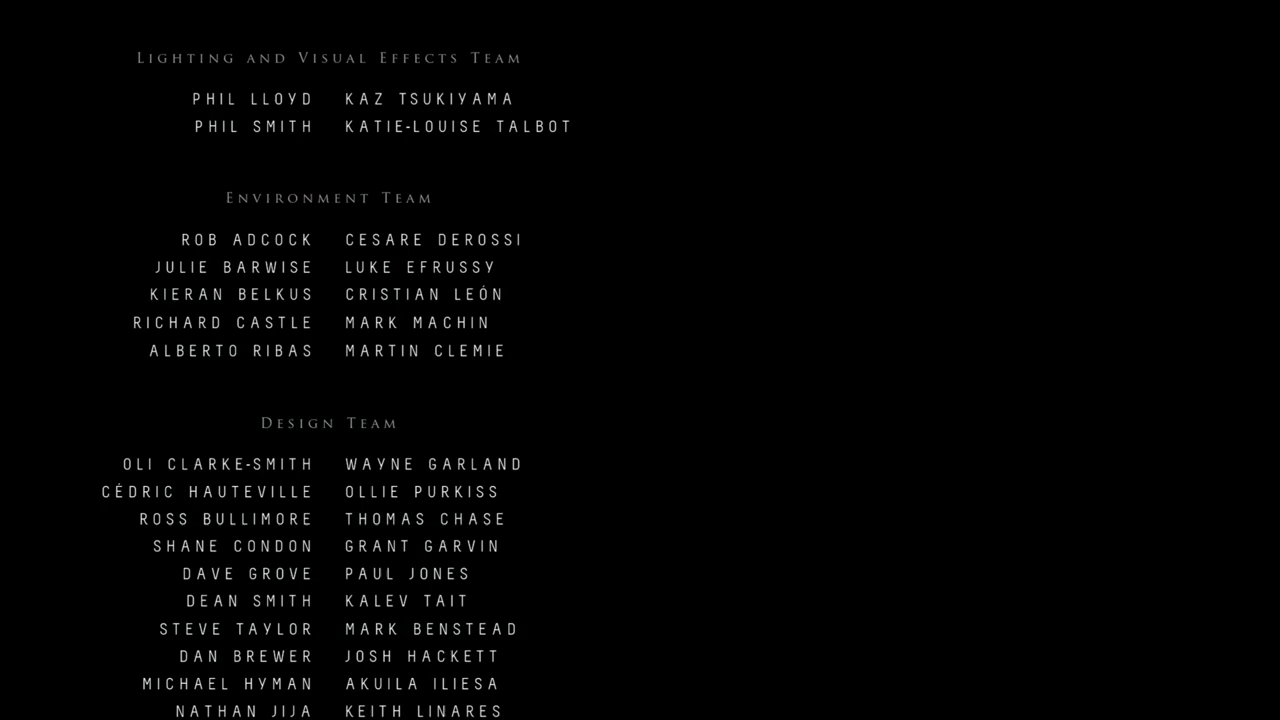 Lighting and Visual Effects Team
PHIL LLOYD KAZ TSUKIYAMA
PHIL SMITH KATIE-LOUISE TALBOT
Environment Team
ROB ADCOCK CESARE DEROSSI
JULIE BARWISE LUKE EFRUSSY
KIERAN BELKUS CRISTIAN LEÓN
RICHARD CASTLE MARK MACHIN
ALBERTO RIBAS MARTIN CLEMIE
Design Team
OLI CLARKE-SMITH WAYNE GARLAND
CÉDRIC HAUTEVILLE OLLIE PURKISS
ROSS BULLIMORE THOMAS CHASE
SHANE CONDON GRANT GARVIN
DAVE GROVE PAUL JONES
DEAN SMITH KALEV TAIT
STEVE TAYLOR MARK BENSTEAD
DAN BREWER JOSH HACKETT
MICHAEL HYMAN AKUILA ILIESA
NATHAN JIJA KEITH LINARES